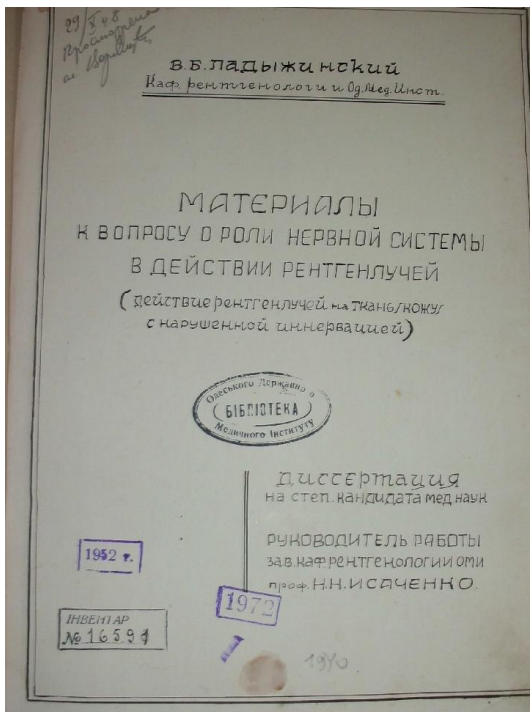 29/X 48
В.Б. Ладыжинский
Каф. рентгенологии Од. Мед. Инст.
МАТЕРИАЛЫ
К ВОПРОСУ О РОЛИ НЕРВНОЙ СИСТЕМЫ
В ДЕЙСТВИИ РЕНТГЕНЛУЧЕЙ
(действие рентгенлучей на ткань/кожу/
с нарушенной иннервацией)
Одеського Державного
БІБЛІОТЕКА
Медичного Інституту
ДИССЕРТАЦИЯ
на степ. кандидата мед. наук
РУКОВОДИТЕЛЬ РАБОТЫ
зав. каф. рентгенологии ОМИ
проф. Н.Н. ИСАЧЕНКО.
1952 г.
1972
ІНВЕНТАР
№ 16591
1970